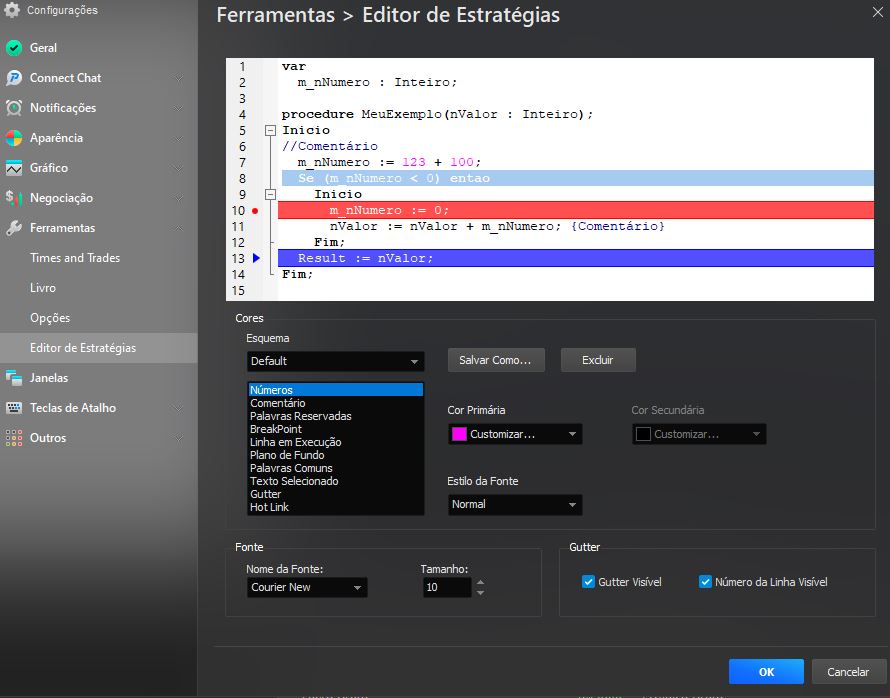 Configurações
Ferramentas > Editor de Estratégias
Geral
Connect Chat
Notificações
Aparência
Gráfico
Negociação
Ferramentas
Times and Trades
Livro
Opções
Editor de Estratégias
Janelas
Teclas de Atalho
Outros
1 var
2 m_nNumero : Inteiro;
3
4 procedure MeuExemplo(nValor : Inteiro);
5 Inicio
6 //Comentário
7 m_nNumero := 123 + 100;
8 Se (m_nNumero < 0) entao
9 Inicio
10 m_nNumero := 0;
11 nValor := nValor + m_nNumero; {Comentário}
12 Fim;
13 Result := nValor;
14 Fim;
15
Cores
Esquema
Default Salvar Como... Excluir
Números
Comentário
Palavras Reservadas
BreakPoint
Linha em Execução
Plano de Fundo
Palavras Comuns
Texto Selecionado
Gutter
Hot Link
Cor Primária Cor Secundária
Customizar... Customizar...
Estilo da Fonte
Normal
Fonte
Nome da Fonte: Tamanho:
Courier New 10
Gutter
Gutter Visível Número da Linha Visível
OK Cancelar